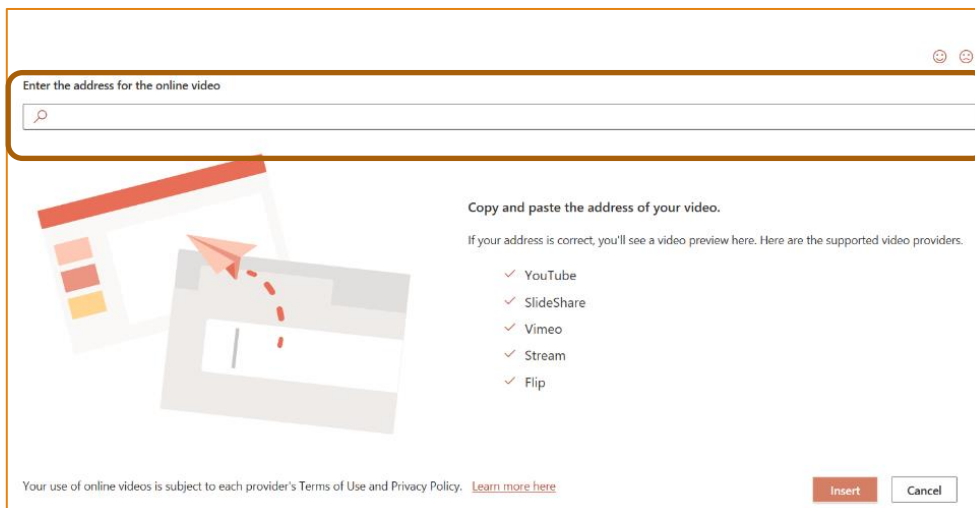 Enter the address for the online video
Copy and paste the address of your video.
If your address is correct, you'll see a video preview here. Here are the supported video providers.
YouTube
SlideShare
Vimeo
Stream
Flip
Your use of online videos is subject to each provider's Terms of Use and Privacy Policy. Learn more here
Insert Cancel